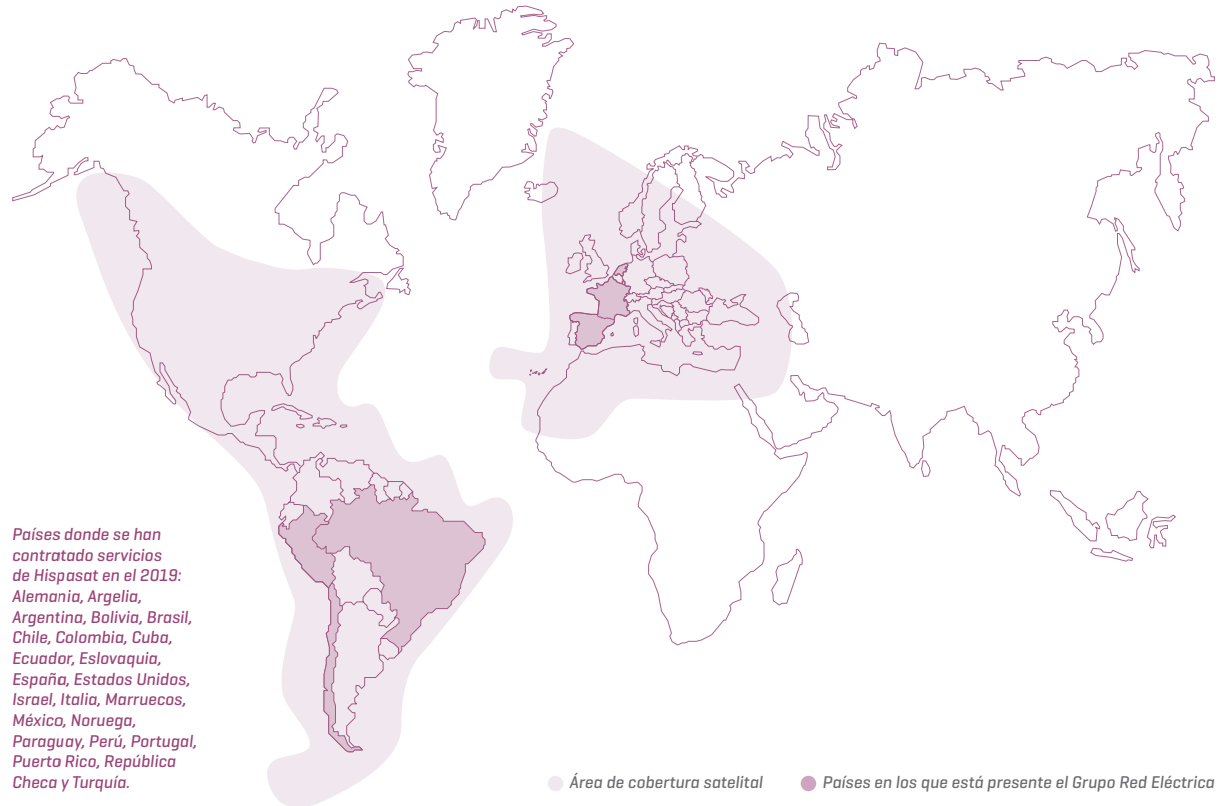 Países donde se han
contratado servicios
de Hispasat en el 2019:
Alemania, Argelia,
Argentina, Bolivia, Brasil,
Chile, Colombia, Cuba,
Ecuador, Eslovaquia,
España, Estados Unidos,
Israel, Italia, Marruecos,
México, Noruega,
Paraguay, Perú, Portugal,
Puerto Rico, República
Checa y Turquía.
Área de cobertura satelital
Países en los que está presente el Grupo Red Eléctrica